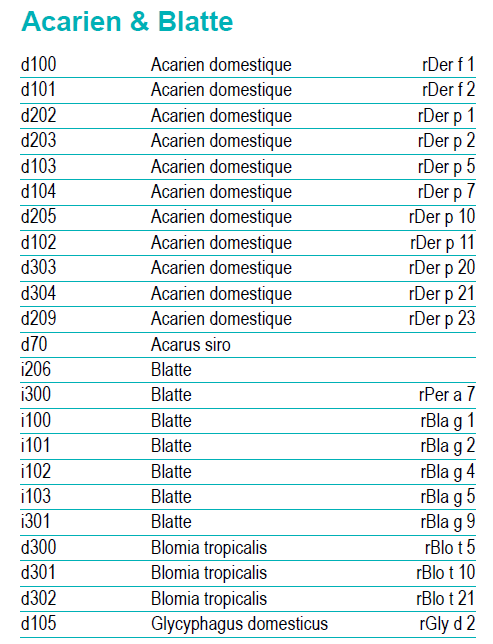 Acarien & Blatte
d100 Acarien domestique rDer f 1
d101 Acarien domestique rDer f 2
d202 Acarien domestique rDer p 1
d203 Acarien domestique rDer p 2
d103 Acarien domestique rDer p 5
d104 Acarien domestique rDer p 7
d205 Acarien domestique rDer p 10
d102 Acarien domestique rDer p 11
d303 Acarien domestique rDer p 20
d304 Acarien domestique rDer p 21
d209 Acarien domestique rDer p 23
d70 Acarus siro
i206 Blatte
i300 Blatte rPer a 7
i100 Blatte rBla g 1
i101 Blatte rBla g 2
i102 Blatte rBla g 4
i103 Blatte rBla g 5
i301 Blatte rBla g 9
d300 Blomia tropicalis rBlo t 5
d301 Blomia tropicalis rBlo t 10
d302 Blomia tropicalis rBlo t 21
d105 Glycyphagus domesticus rGly d 2